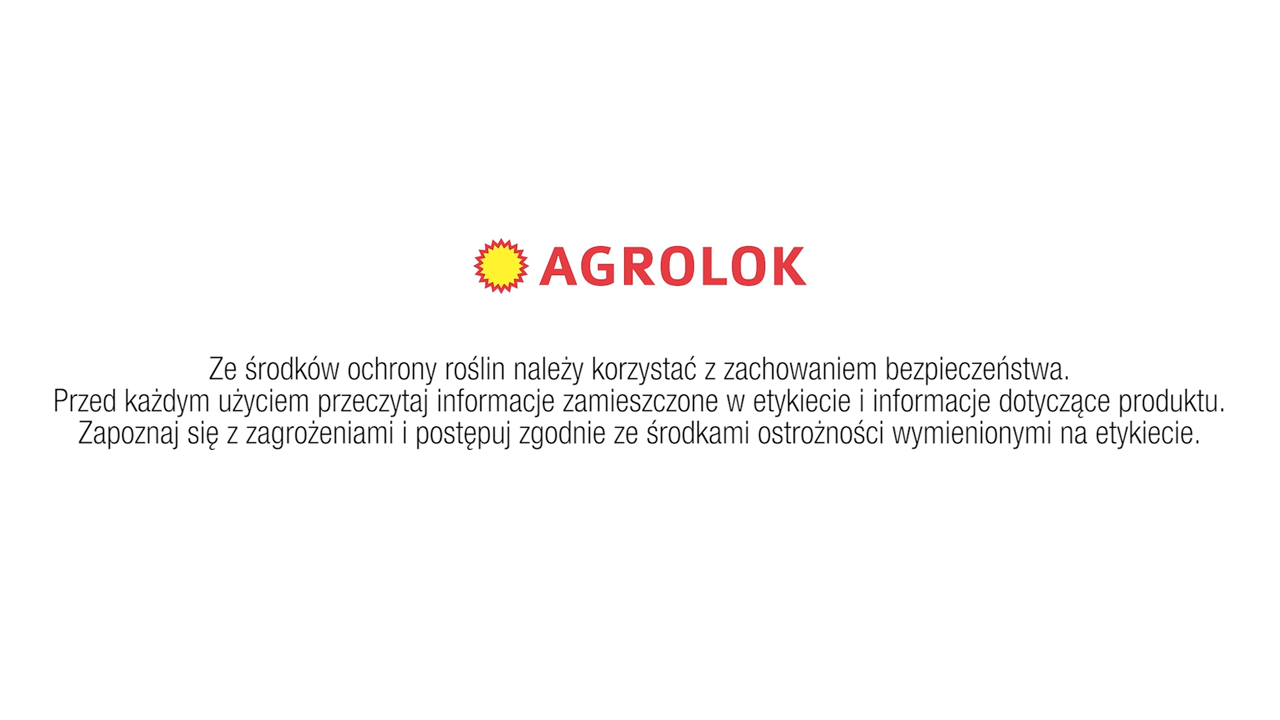 AGROLOK
Ze środków ochrony roślin należy korzystać z zachowaniem bezpieczeństwa.
Przed każdym użyciem przeczytaj informacje zamieszczone w etykiecie i informacje dotyczące produktu.
Zapoznaj się z zagrożeniami i postępuj zgodnie ze środkami ostrożności wymienionymi na etykiecie.